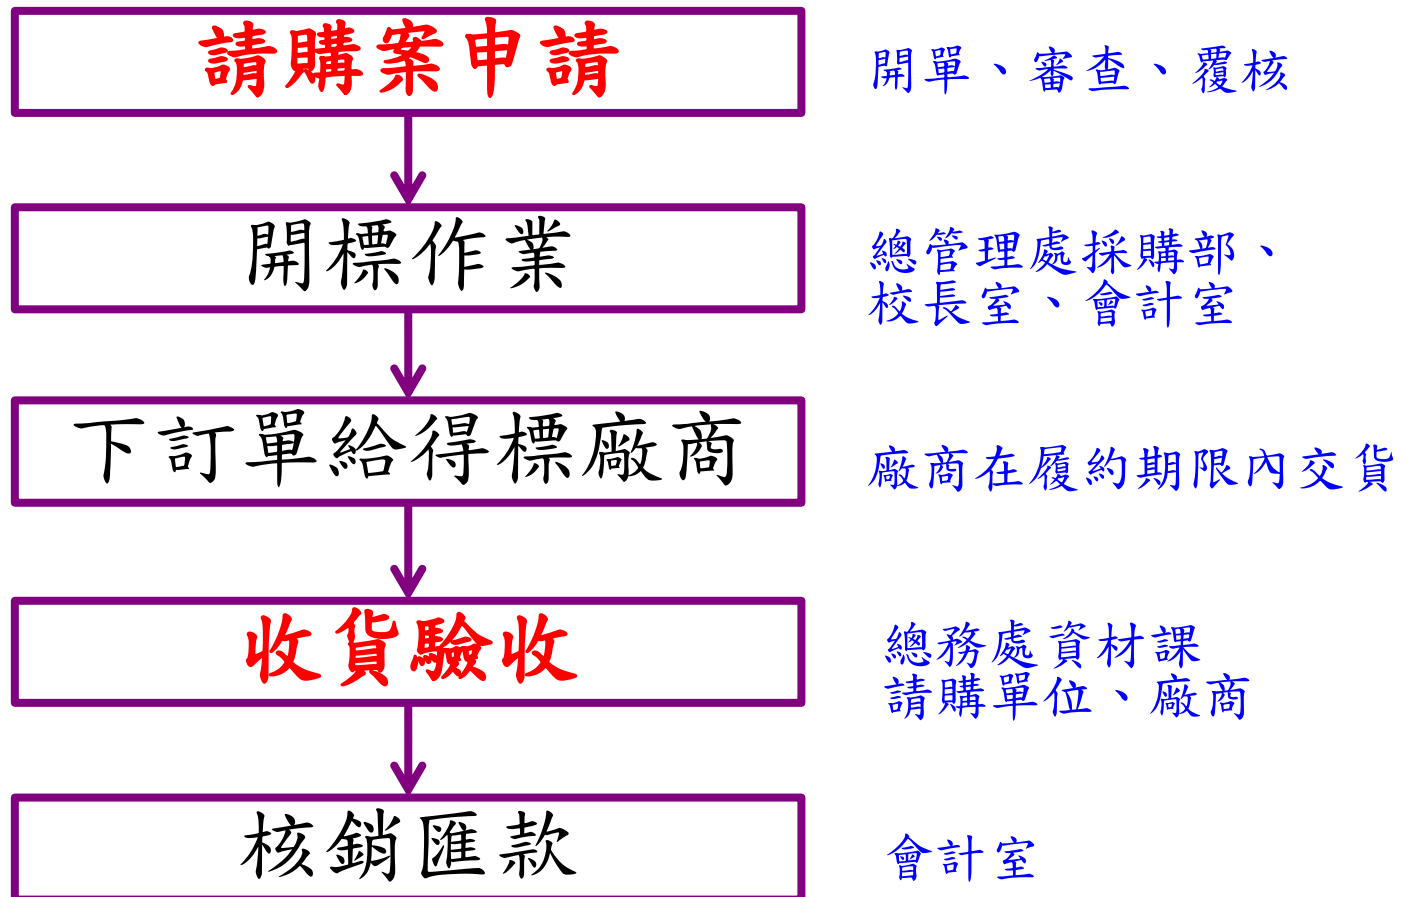 請購案申請
開單、審查、覆核
開標作業
總管理處採購部、
校長室、會計室
下訂單給得標廠商
廠商在履約期限內交貨
收貨驗收
總務處資材課
請購單位、廠商
核銷匯款
會計室